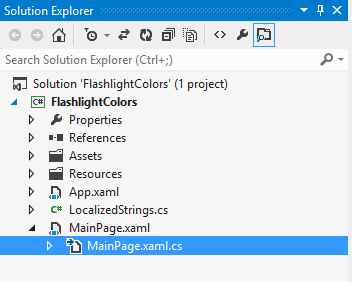 Solution Explorer
Search Solution Explorer (Ctrl+;)
Solution 'FlashlightColors' (1 project)
C# FlashlightColors
Properties
References
Assets
Resources
App.xaml
C# LocalizedStrings.cs
MainPage.xaml
MainPage.xaml.cs